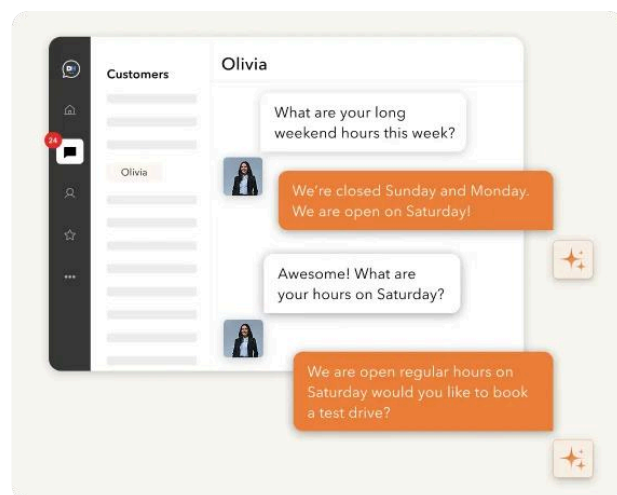 Customers
Olivia
24
Olivia
What are your long
weekend hours this week?
We're closed Sunday and Monday.
We are open on Saturday!
Awesome! What are
your hours on Saturday?
We are open regular hours on
Saturday would you like to book
a test drive?